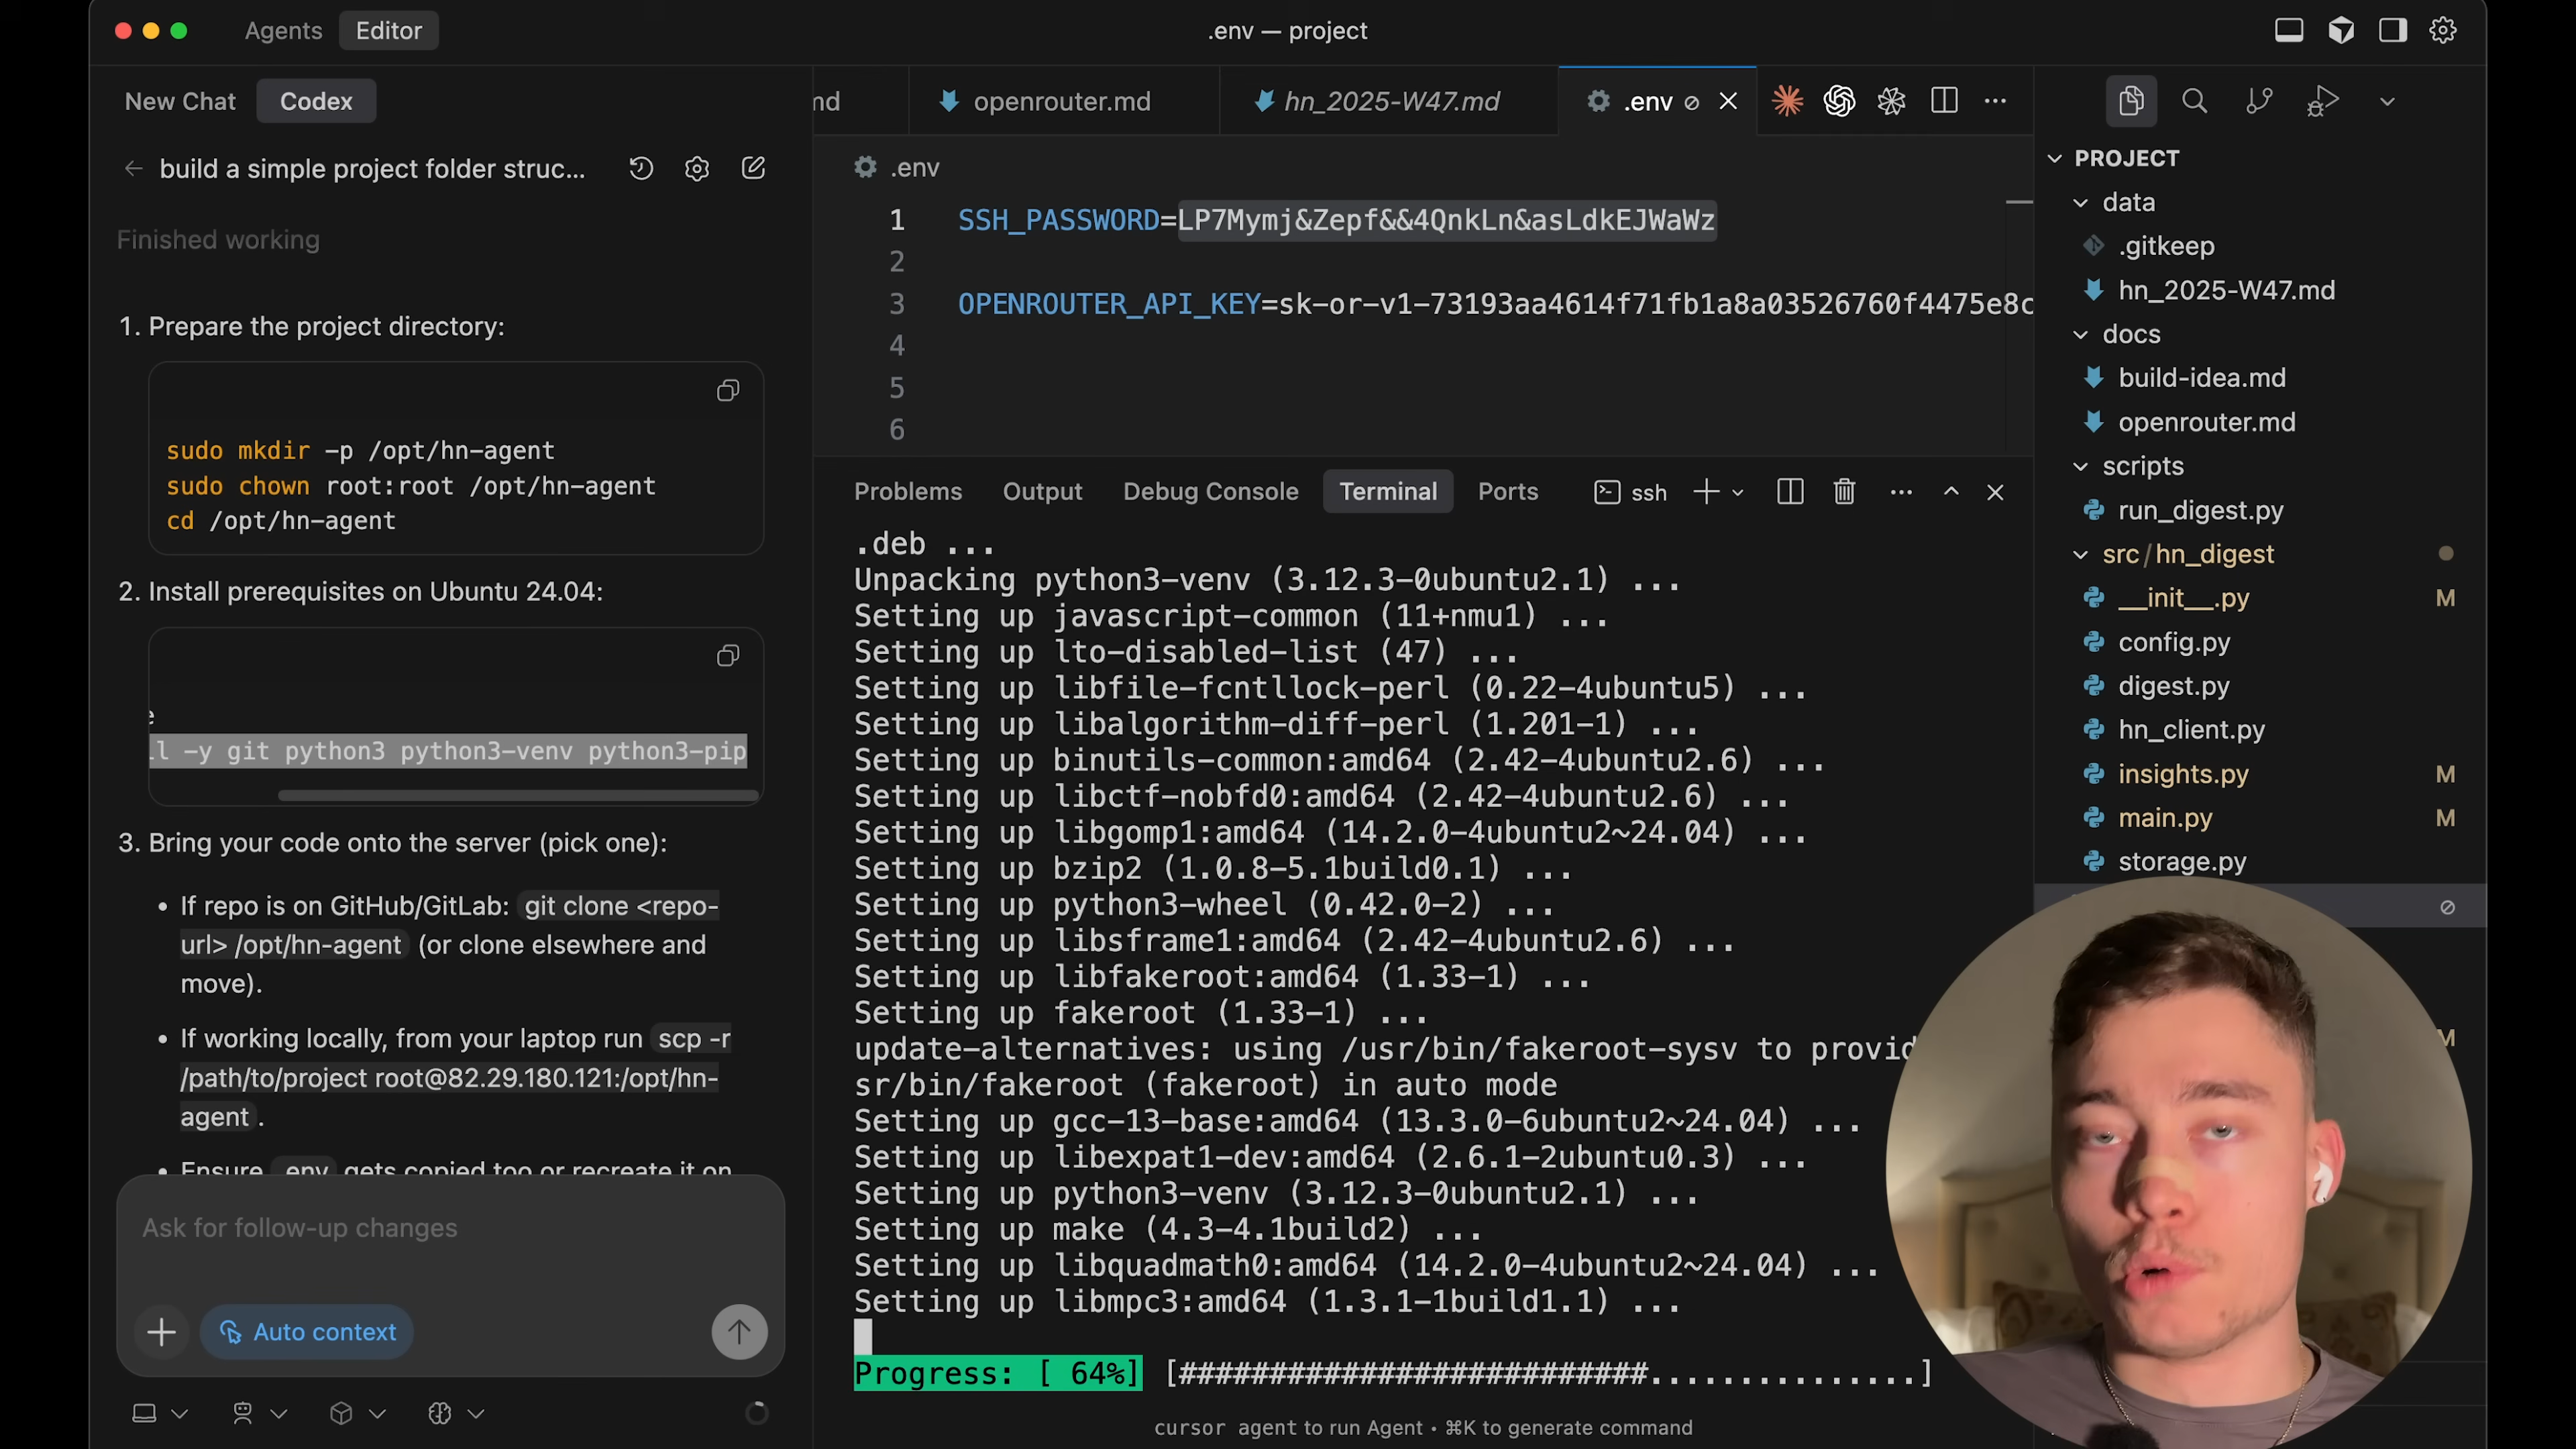 Agents Editor
.env — project
New Chat Codex
build a simple project folder struc...
Finished working
1. Prepare the project directory:
sudo mkdir -p /opt/hn-agent
sudo chown root:root /opt/hn-agent
cd /opt/hn-agent
2. Install prerequisites on Ubuntu 24.04:
ll -y git python3 python3-venv python3-pip
3. Bring your code onto the server (pick one):
• If repo is on GitHub/GitLab: git clone <repo-
url> /opt/hn-agent (or clone elsewhere and
move).
• If working locally, from your laptop run scp -r
/path/to/project root@82.29.180.121:/opt/hn-
agent .
• Ensure .env gets copied too or recreate it on
Ask for follow-up changes
Auto context
openrouter.md hn_2025-W47.md .env
.env
1 SSH_PASSWORD=LP7Mymj&Zepf&&4QnkLn&asLdkEJWaWz
2
3 OPENROUTER_API_KEY=sk-or-v1-73193aa4614f71fb1a8a03526760f4475e8c
4
5
6
Problems Output Debug Console Terminal Ports ssh
.deb ...
Unpacking python3-venv (3.12.3-0ubuntu2.1) ...
Setting up javascript-common (11+nmu1) ...
Setting up lto-disabled-list (47) ...
Setting up libfile-fcntllock-perl (0.22-4ubuntu5) ...
Setting up libalgorithm-diff-perl (1.201-1) ...
Setting up binutils-common:amd64 (2.42-4ubuntu2.6) ...
Setting up libctf-nobfd0:amd64 (2.42-4ubuntu2.6) ...
Setting up libgomp1:amd64 (14.2.0-4ubuntu2~24.04) ...
Setting up bzip2 (1.0.8-5.1build0.1) ...
Setting up python3-wheel (0.42.0-2) ...
Setting up libsframe1:amd64 (2.42-4ubuntu2.6) ...
Setting up libfakeroot:amd64 (1.33-1) ...
Setting up fakeroot (1.33-1) ...
update-alternatives: using /usr/bin/fakeroot-sysv to provid
sr/bin/fakeroot (fakeroot) in auto mode
Setting up gcc-13-base:amd64 (13.3.0-6ubuntu2~24.04) ...
Setting up libexpat1-dev:amd64 (2.6.1-2ubuntu0.3) ...
Setting up python3-venv (3.12.3-0ubuntu2.1) ...
Setting up make (4.3-4.1build2) ...
Setting up libquadmath0:amd64 (14.2.0-4ubuntu2~24.04) ...
Setting up libmpc3:amd64 (1.3.1-1build1.1) ...
Progress: [ 64%] [##########################...............]
cursor agent to run Agent • ⌘K to generate command
PROJECT
data
.gitkeep
hn_2025-W47.md
docs
build-idea.md
openrouter.md
scripts
run_digest.py
src/hn_digest
__init__.py M
config.py
digest.py
hn_client.py
insights.py M
main.py M
storage.py
M